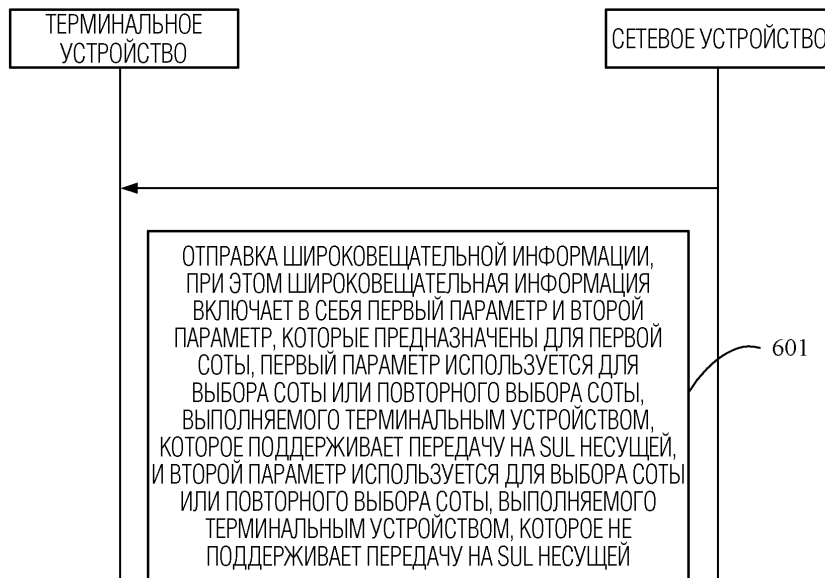 ТЕРМИНАЛЬНОЕ
УСТРОЙСТВО
СЕТЕВОЕ УСТРОЙСТВО
ОТПРАВКА ШИРОКОВЕЩАТЕЛЬНОЙ ИНФОРМАЦИИ,
ПРИ ЭТОМ ШИРОКОВЕЩАТЕЛЬНАЯ ИНФОРМАЦИЯ
ВКЛЮЧАЕТ В СЕБЯ ПЕРВЫЙ ПАРАМЕТР И ВТОРОЙ
ПАРАМЕТР, КОТОРЫЕ ПРЕДНАЗНАЧЕНЫ ДЛЯ ПЕРВОЙ
СОТЫ, ПЕРВЫЙ ПАРАМЕТР ИСПОЛЬЗУЕТСЯ ДЛЯ
ВЫБОРА СОТЫ ИЛИ ПОВТОРНОГО ВЫБОРА СОТЫ,
ВЫПОЛНЯЕМОГО ТЕРМИНАЛЬНЫМ УСТРОЙСТВОМ,
КОТОРОЕ ПОДДЕРЖИВАЕТ ПЕРЕДАЧУ НА SUL НЕСУЩЕЙ,
И ВТОРОЙ ПАРАМЕТР ИСПОЛЬЗУЕТСЯ ДЛЯ ВЫБОРА СОТЫ
ИЛИ ПОВТОРНОГО ВЫБОРА СОТЫ, ВЫПОЛНЯЕМОГО
ТЕРМИНАЛЬНЫМ УСТРОЙСТВОМ, КОТОРОЕ НЕ
ПОДДЕРЖИВАЕТ ПЕРЕДАЧУ НА SUL НЕСУЩЕЙ
601